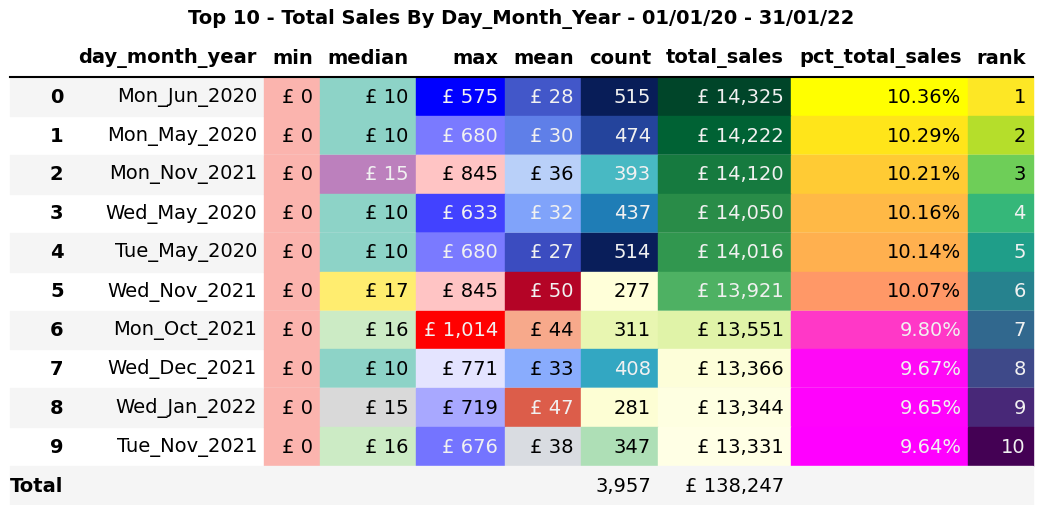 Top 10 - Total Sales By Day_Month_Year - 01/01/20 - 31/01/22
day_month_year min median max mean count total_sales pct_total_sales rank
0 Mon_Jun_2020 £ 0 £ 10 £ 575 £ 28 515 £ 14,325 10.36% 1
1 Mon_May_2020 £ 0 £ 10 £ 680 £ 30 474 £ 14,222 10.29% 2
2 Mon_Nov_2021 £ 0 £ 15 £ 845 £ 36 393 £ 14,120 10.21% 3
3 Wed_May_2020 £ 0 £ 10 £ 633 £ 32 437 £ 14,050 10.16% 4
4 Tue_May_2020 £ 0 £ 10 £ 680 £ 27 514 £ 14,016 10.14% 5
5 Wed_Nov_2021 £ 0 £ 17 £ 845 £ 50 277 £ 13,921 10.07% 6
6 Mon_Oct_2021 £ 0 £ 16 £ 1,014 £ 44 311 £ 13,551 9.80% 7
7 Wed_Dec_2021 £ 0 £ 10 £ 771 £ 33 408 £ 13,366 9.67% 8
8 Wed_Jan_2022 £ 0 £ 15 £ 719 £ 47 281 £ 13,344 9.65% 9
9 Tue_Nov_2021 £ 0 £ 16 £ 676 £ 38 347 £ 13,331 9.64% 10
Total 3,957 £ 138,247